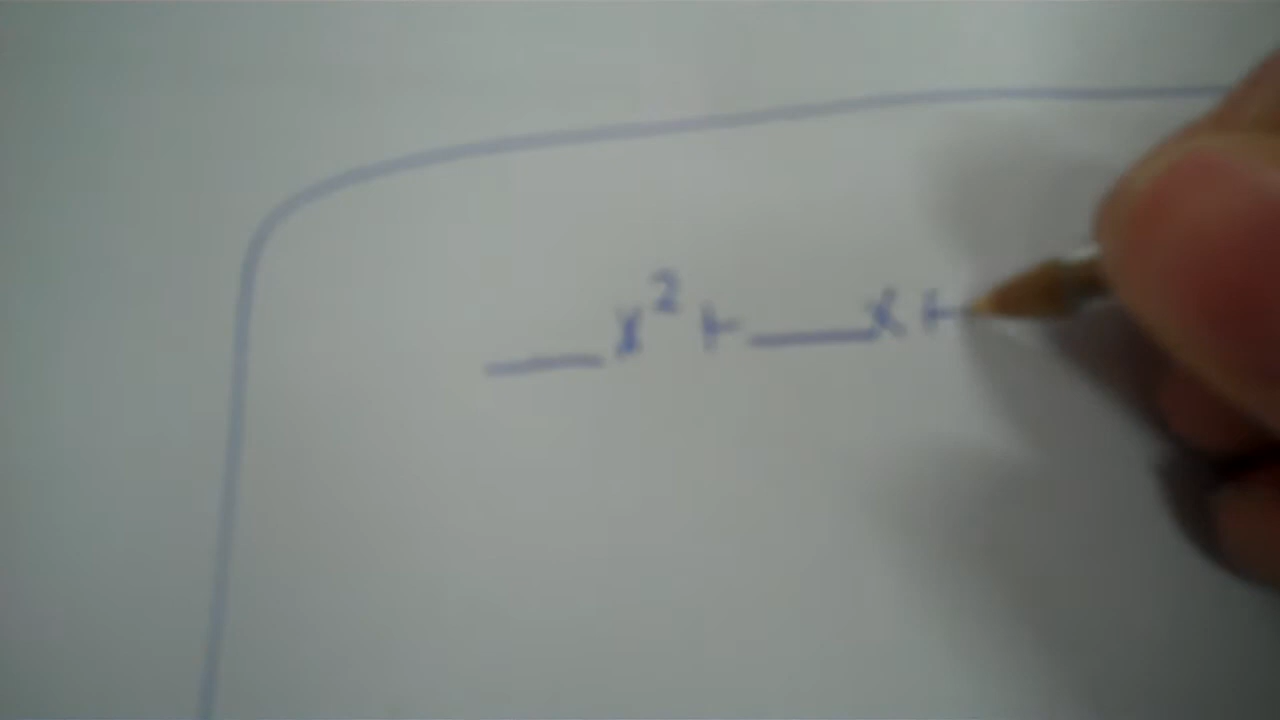 ___x² + ___x +